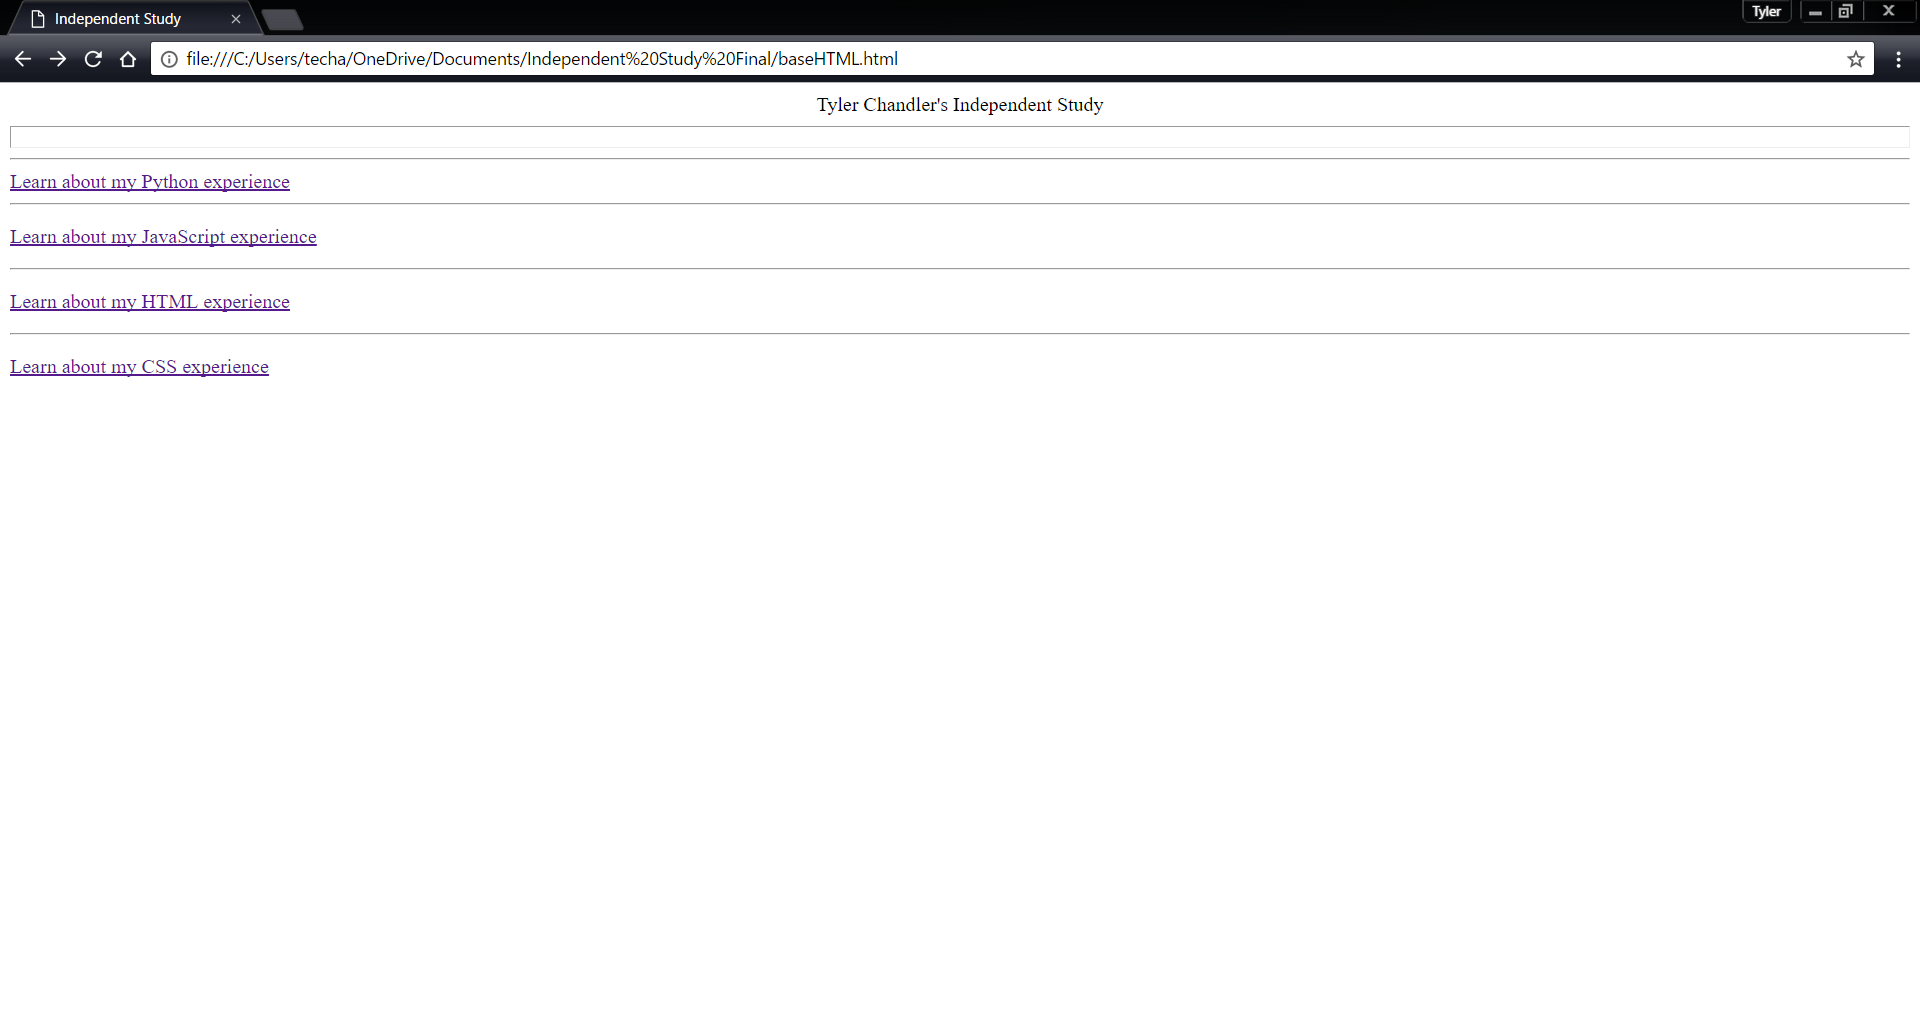 Independent Study
Tyler
file:///C:/Users/techa/OneDrive/Documents/Independent%20Study%20Final/baseHTML.html
Tyler Chandler's Independent Study
Learn about my Python experience
Learn about my JavaScript experience
Learn about my HTML experience
Learn about my CSS experience